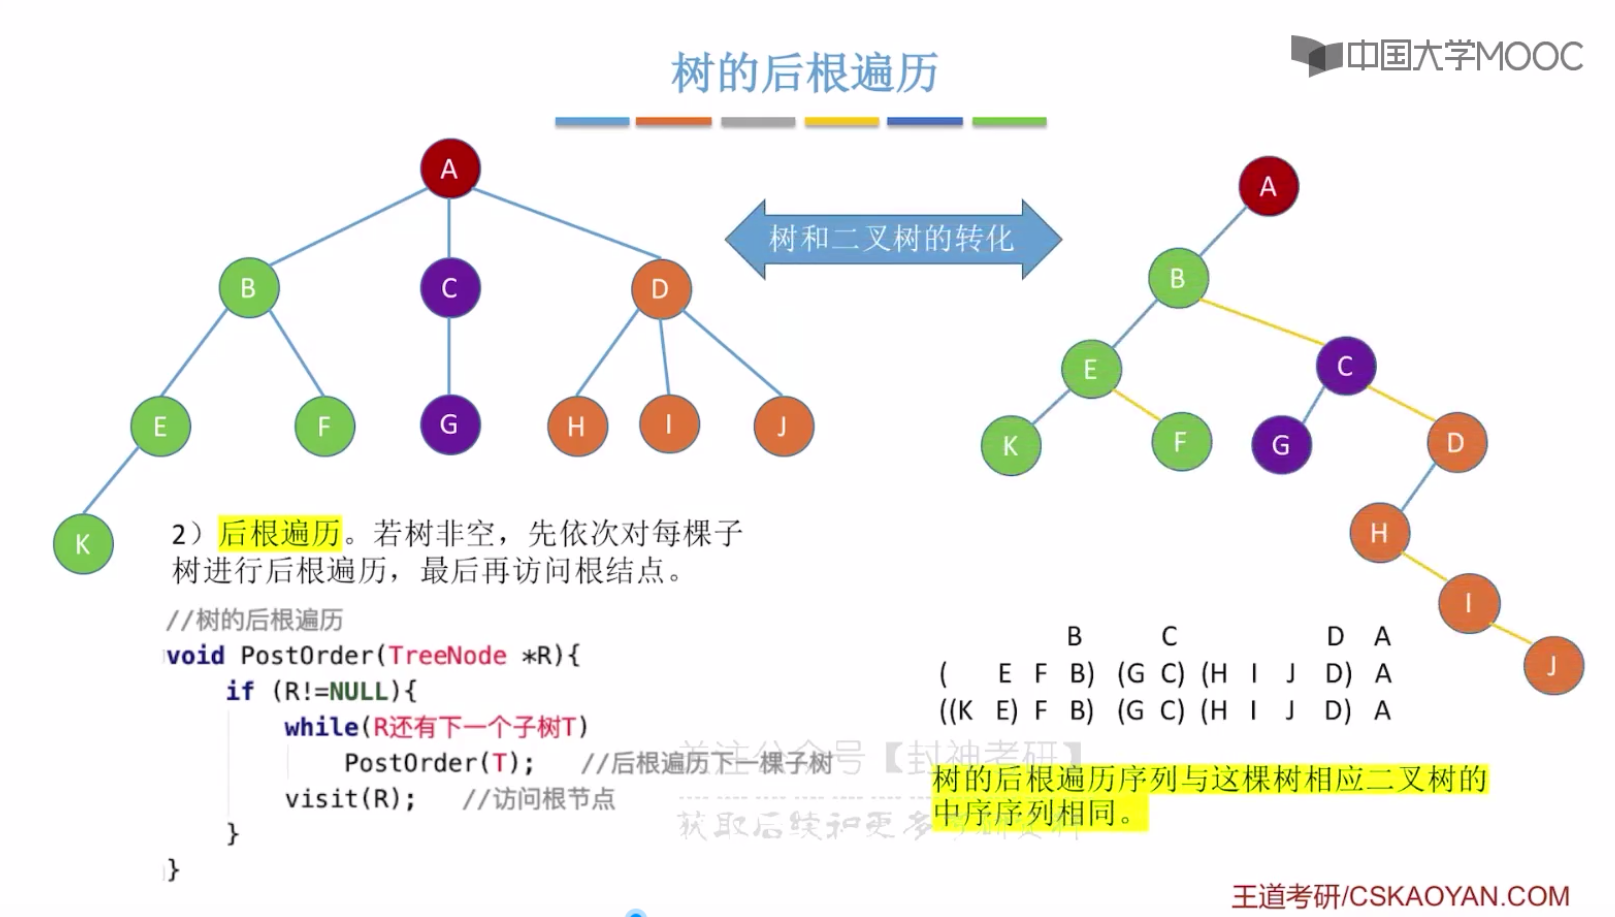 中国大学MOOC
树的后根遍历
A
B
C
D
E
F
G
H
I
J
K
树和二叉树的转化
A
B
E
C
K
F
G
D
H
I
J
2）后根遍历。若树非空，先依次对每棵子
树进行后根遍历，最后再访问根结点。
//树的后根遍历
void PostOrder(TreeNode *R){
if (R!=NULL){
while(R还有下一个子树T)
PostOrder(T); //后根遍历下一棵子树
visit(R); //访问根节点
}
}
B C D A
( E F B) (G C) (H I J D) A
((K E) F B) (G C) (H I J D) A
关注公众号【封神考研】
树的后根遍历序列与这棵树相应二叉树的
中序序列相同。
获取后续和更多考研资料
王道考研/CSKAOYAN.COM